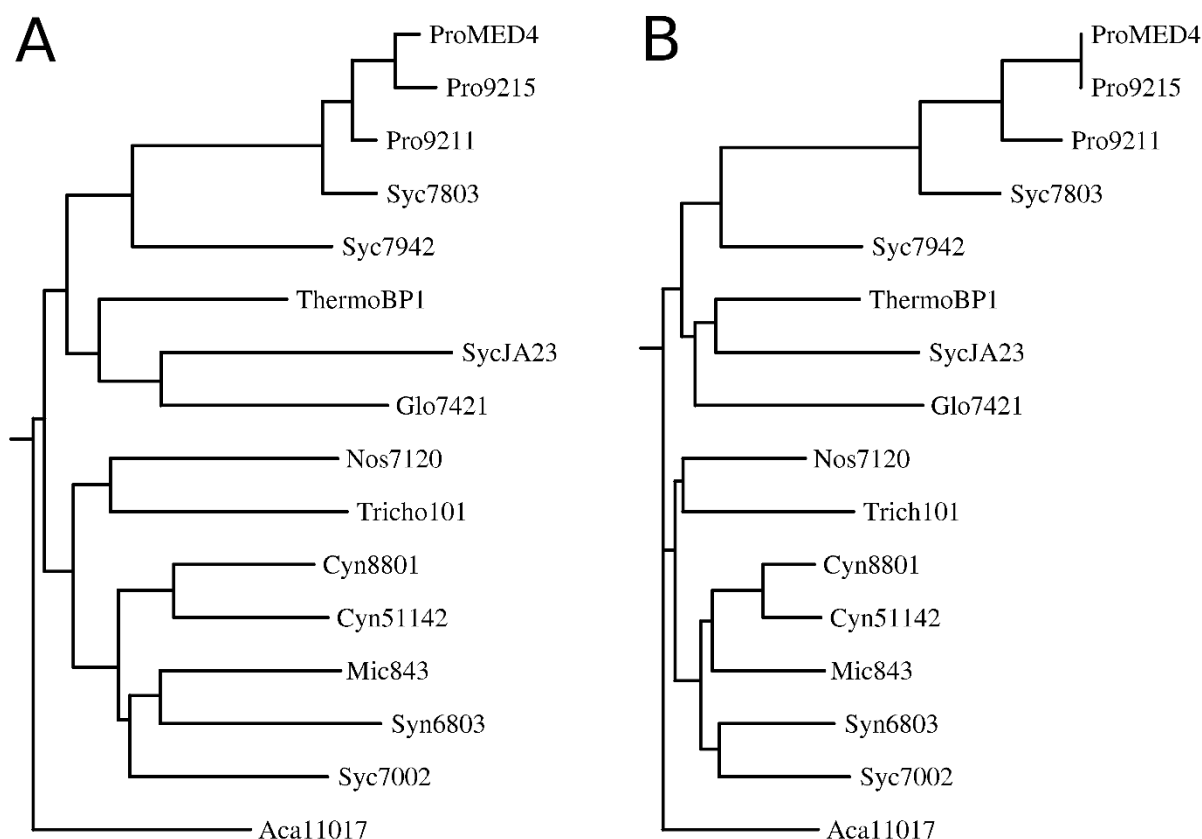 A
ProMED4
Pro9215
Pro9211
Syc7803
Syc7942
ThermoBP1
SycJA23
Glo7421
Nos7120
Tricho101
Cyn8801
Cyn51142
Mic843
Syn6803
Syc7002
Aca11017
B
ProMED4
Pro9215
Pro9211
Syc7803
Syc7942
ThermoBP1
SycJA23
Glo7421
Nos7120
Trich101
Cyn8801
Cyn51142
Mic843
Syn6803
Syc7002
Aca11017